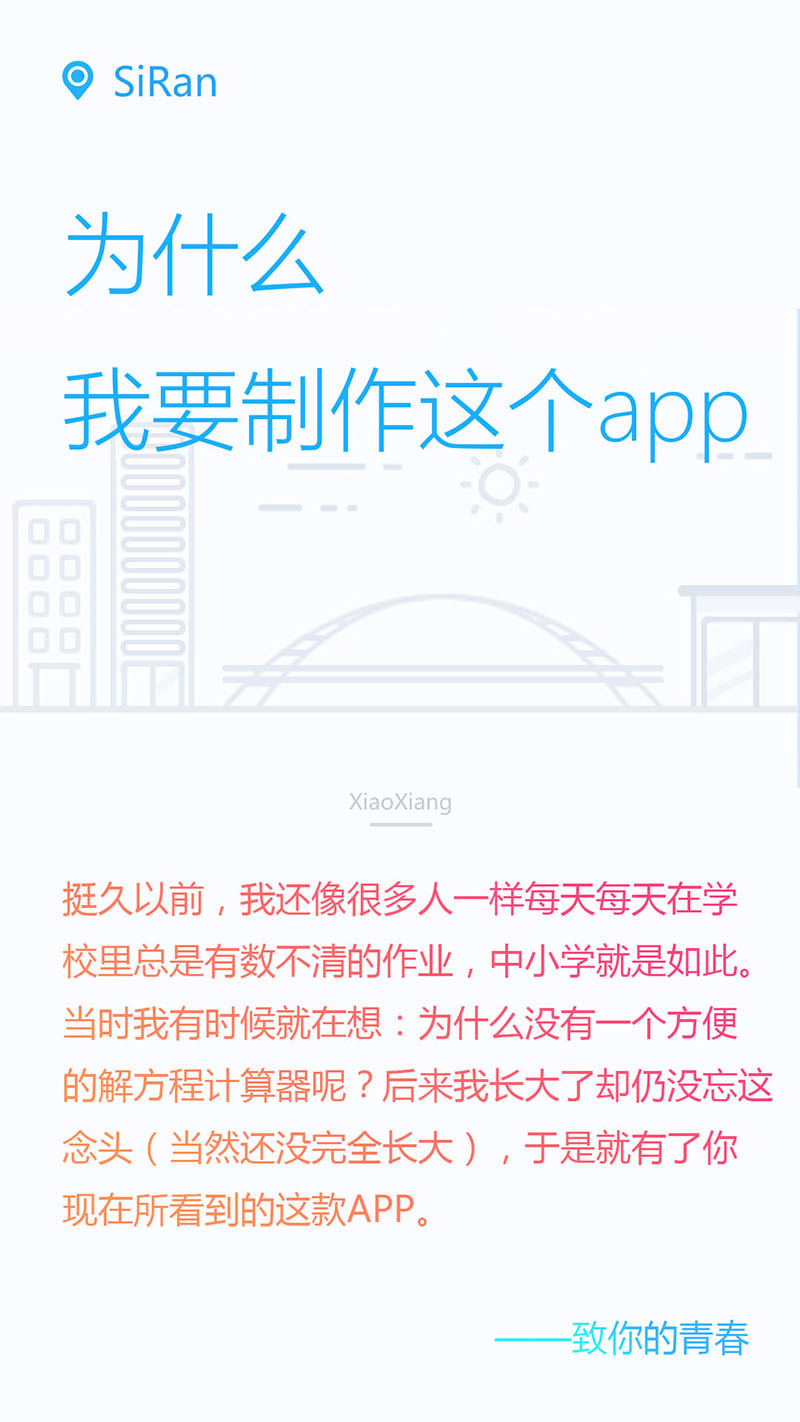 SiRan
为什么
我要制作这个app
XiaoXiang
挺久以前，我还像很多人一样每天每天在学
校里总是有数不清的作业，中小学就是如此。
当时我有时候就在想：为什么没有一个方便
的解方程计算器呢？后来我长大了却仍没忘这
念头（当然还没完全长大），于是就有了你
现在所看到的这款APP。
——致你的青春